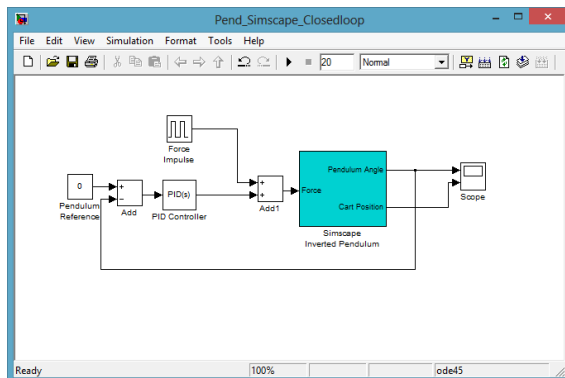 Pend_Simscape_Closedloop
File Edit View Simulation Format Tools Help
20 Normal
Force
Impulse
0
Pendulum
Reference
+
−
Add
PID(s)
PID Controller
+
+
Add1
Force
Pendulum Angle
Cart Position
Simscape
Inverted Pendulum
Scope
Ready 100% ode45